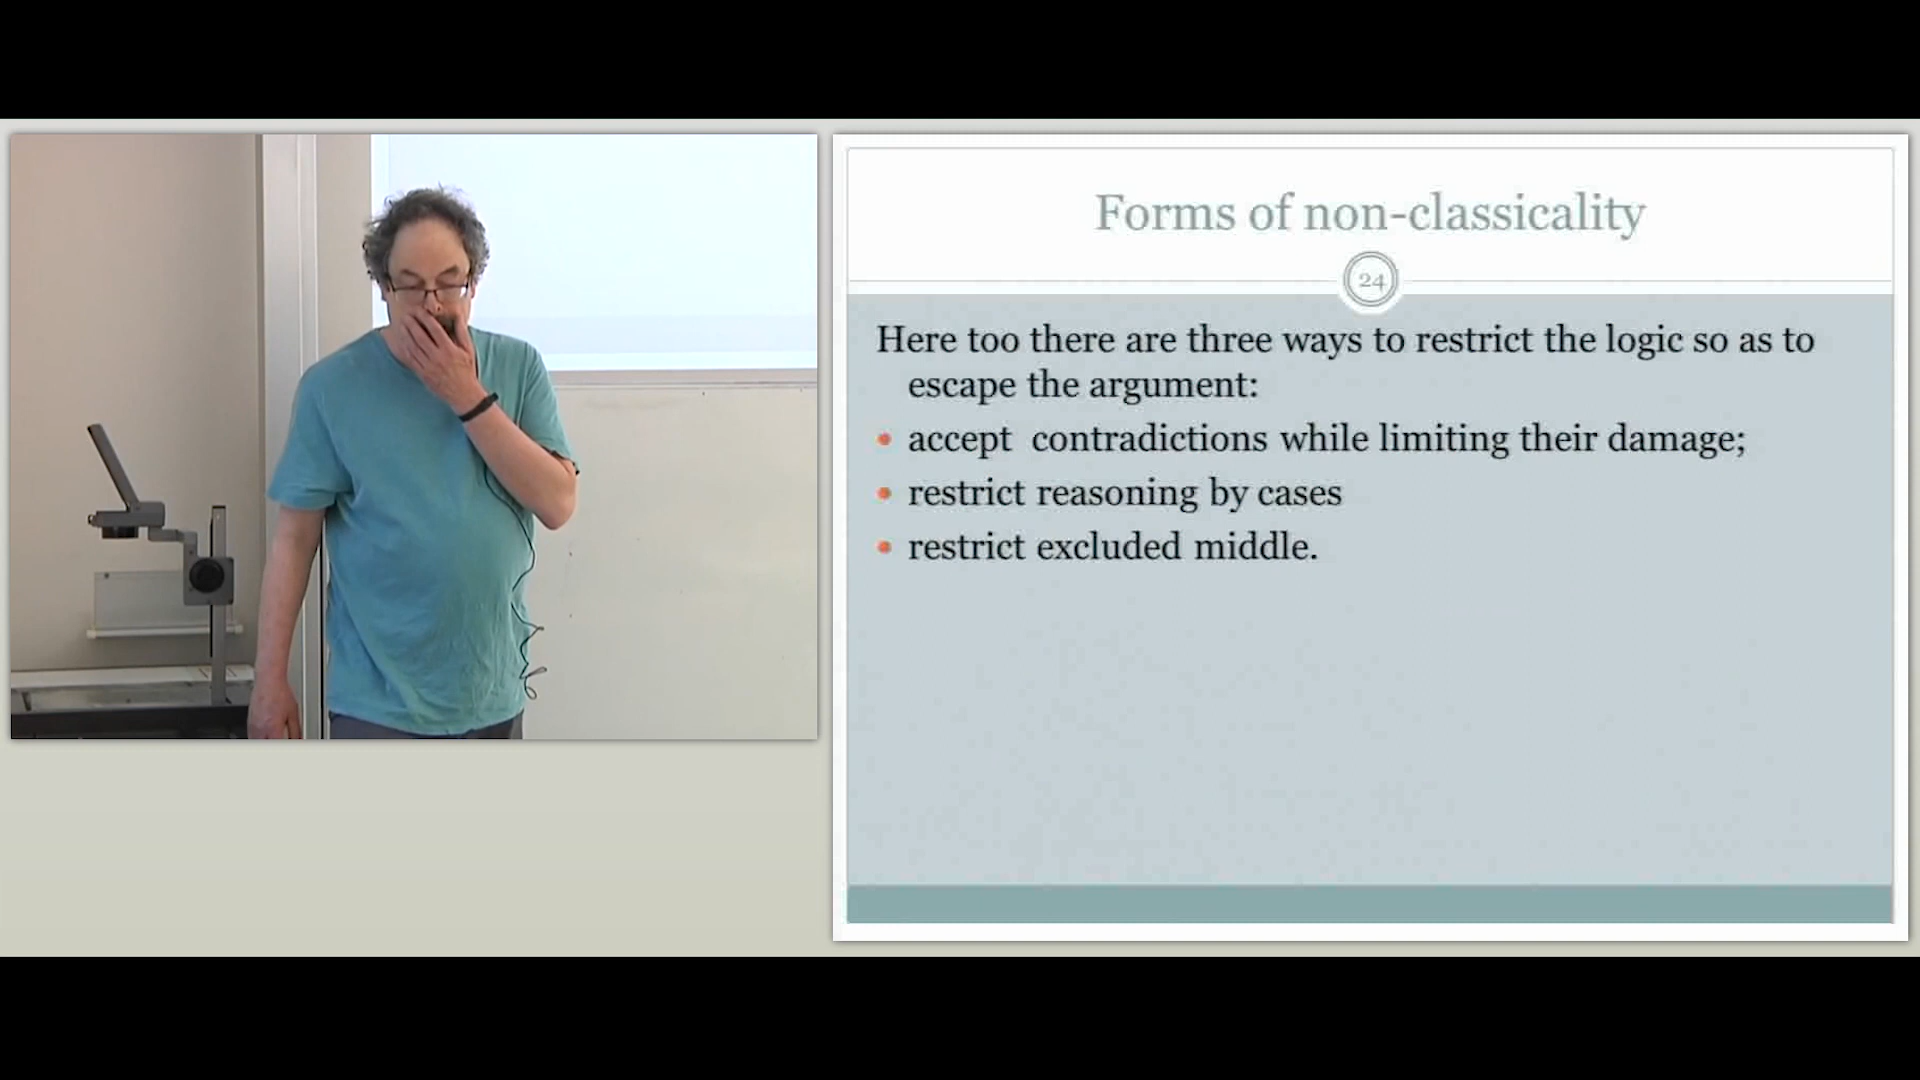 Forms of non-classicality
24
Here too there are three ways to restrict the logic so as to
escape the argument:
• accept contradictions while limiting their damage;
• restrict reasoning by cases
• restrict excluded middle.